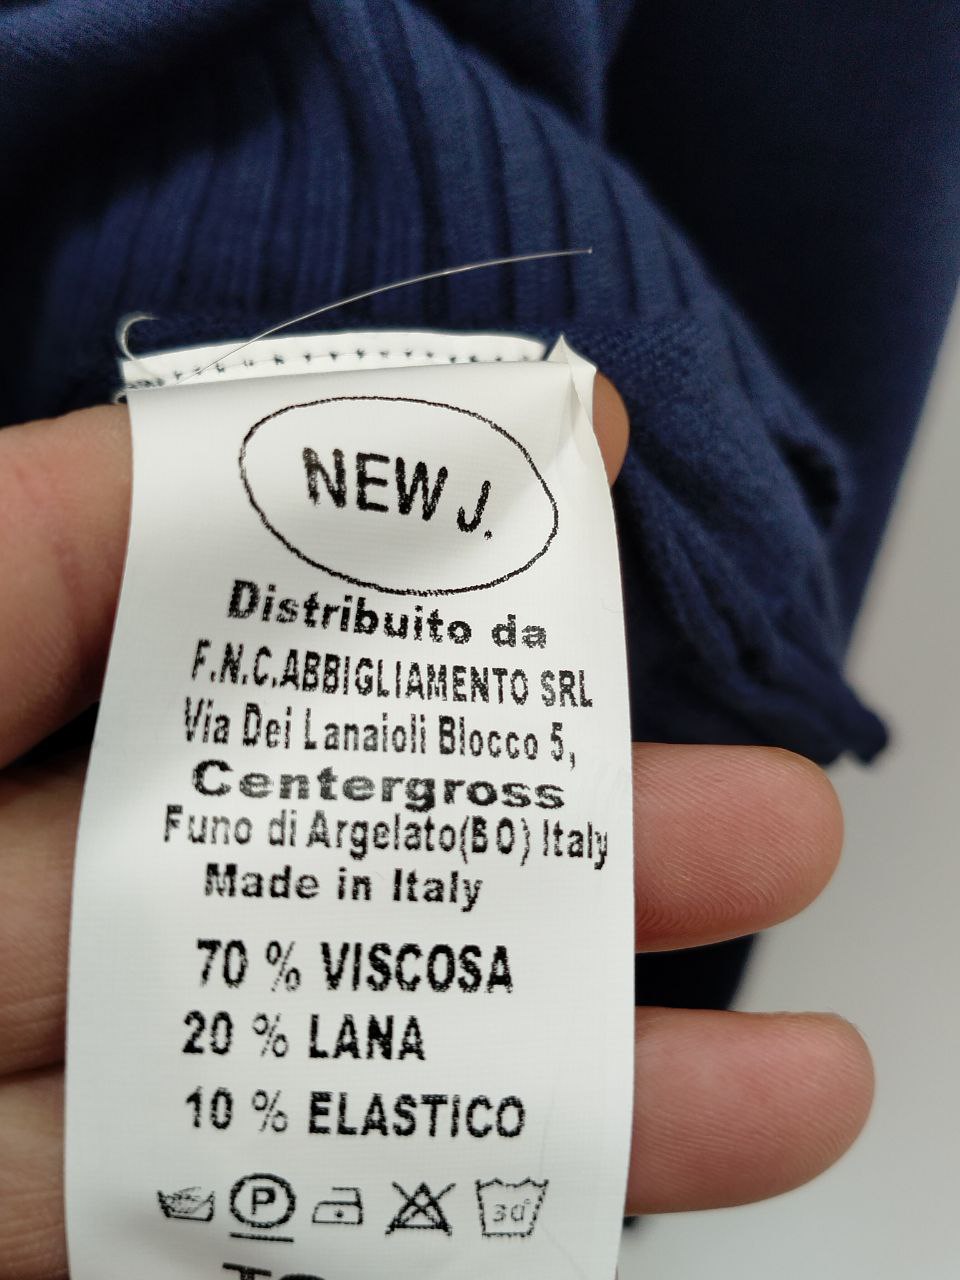 NEW J.
Distribuito da
F.N.C.ABBIGLIAMENTO SRL
Via Dei Lanaioli Blocco 5,
Centergross
Funo di Argelato(BO) Italy
Made in Italy
70 % VISCOSA
20 % LANA
10 % ELASTICO
P
30°